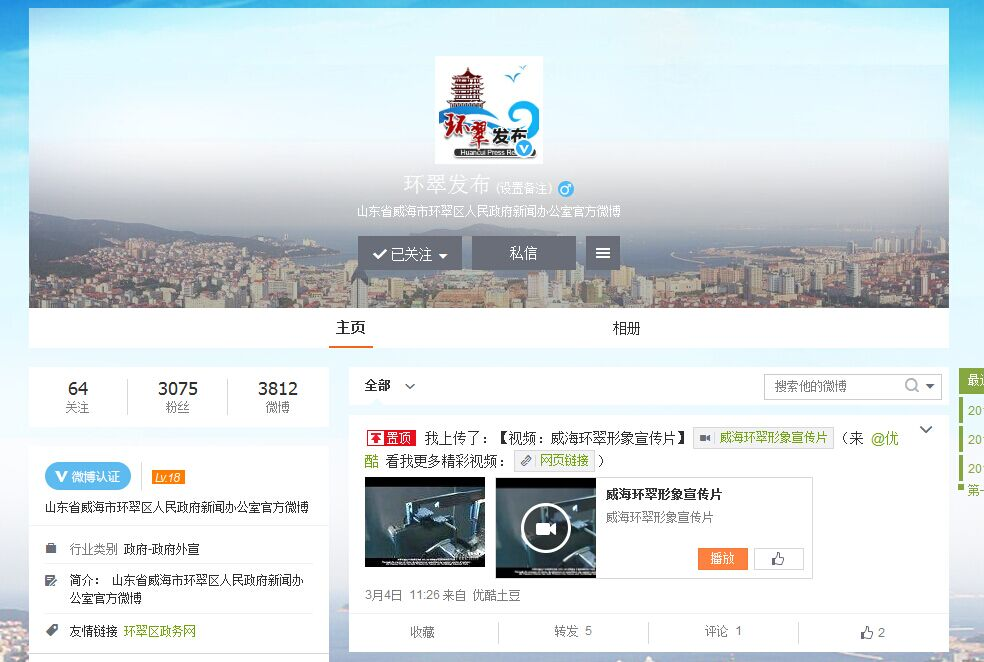 环翠发布
Huancui Press Re
环翠发布 (设置备注)
山东省威海市环翠区人民政府新闻办公室官方微博
已关注
私信
主页
相册
64
关注
3075
粉丝
3812
微博
微博认证
Lv.18
山东省威海市环翠区人民政府新闻办公室官方微博
行业类别 政府-政府外宣
简介： 山东省威海市环翠区人民政府新闻办
公室官方微博
友情链接 环翠区政务网
全部
搜索他的微博
置顶 我上传了：【视频：威海环翠形象宣传片】 威海环翠形象宣传片 （来 @优
酷 看我更多精彩视频： 网页链接 ）
威海环翠形象宣传片
威海环翠形象宣传片
播放
3月4日 11:26 来自 优酷土豆
收藏
转发 5
评论 1
2
最近
20
20
20
第一